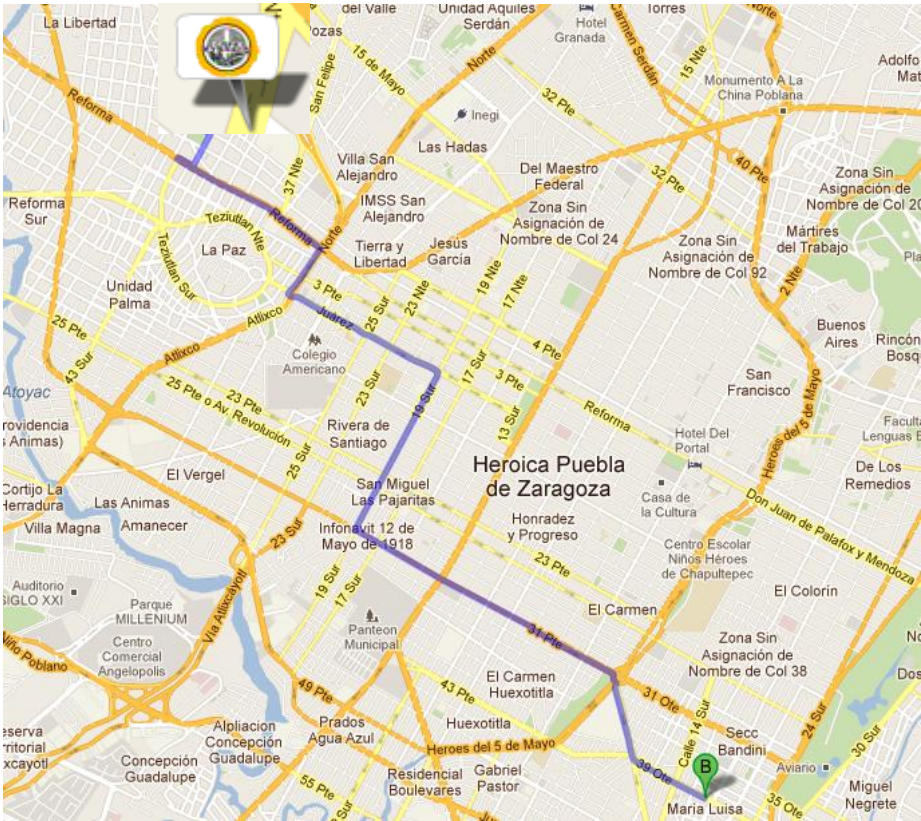 La Libertad
del Valle
Unidad Aquiles
Serdán
Hotel
Granada
Torres
Norte
Carmen Serdán
15 Nte
Adolfo
Mat
Pozas
San Felipe
15 de Mayo
Norte
Monumento A La
China Poblana
Reforma
Inegi
32 Pte
Las Hadas
40 Pte
Villa San
Alejandro
Del Maestro
Federal
32 Pte
37 Nte
Reforma
Sur
IMSS San
Alejandro
Zona Sin
Asignación de
Nombre de Col 24
Zona Sin
Asignación de
Nombre de Col 20
Teziutlan Nte
Reforma
Norte
La Paz
Tierra y
Libertad
Jesús
García
Zona Sin
Asignación de
Nombre de Col 92
Mártires
del Trabajo
Pla
Teziutlan Sur
19 Nte
17 Nte
2 Nte
Unidad
Palma
3 Pte
25 Sur
23 Nte
Atlixco
Juárez
4 Pte
Buenos
Aires
Rincón
Bosq
25 Pte
Colegio
Americano
Atlixco
43 Sur
17 Sur
3 Pte
San
Francisco
Atoyac
25 Pte o Av. Revolución
23 Pte
23 Sur
19 Sur
13 Sur
Reforma
Heroes del 5 de Mayo
rovidencia
s Animas)
Rivera de
Santiago
Hotel Del
Portal
Faculta
Lenguas E
25 Sur
El Vergel
Heroica Puebla
de Zaragoza
De Los
Remedios
Cortijo La
Herradura
Las Animas
San Miguel
Las Pajaritas
Casa de
la Cultura
Don Juan de Palafox y Mendoza
Villa Magna
Amanecer
23 Sur
Infonavit 12 de
Mayo de 1918
Honradez
y Progreso
23 Pte
Centro Escolar
Niños Héroes
de Chapultepec
Auditorio
SIGLO XXI
Vía Atlixcayotl
19 Sur
17 Sur
El Colorín
Parque
MILLENIUM
Panteon
Municipal
El Carmen
31 Pte
Niño Poblano
Centro
Comercial
Angelopolis
Zona Sin
Asignación de
Nombre de Col 38
49 Pte
43 Pte
El Carmen
Huexotitla
31 Ote
Dos
eserva
rritorial
xcayotl
Alpliacion
Concepción
Guadalupe
Prados
Agua Azul
Huexotitla
Calle 14 Sur
Secc
Bandini
24 Sur
30 Sur
Heroes del 5 de Mayo
Concepción
Guadalupe
Residencial
Boulevares
Gabriel
Pastor
39 Ote
B
Aviario
Miguel
Negrete
55 Pte
Maria Luisa
35 Ote